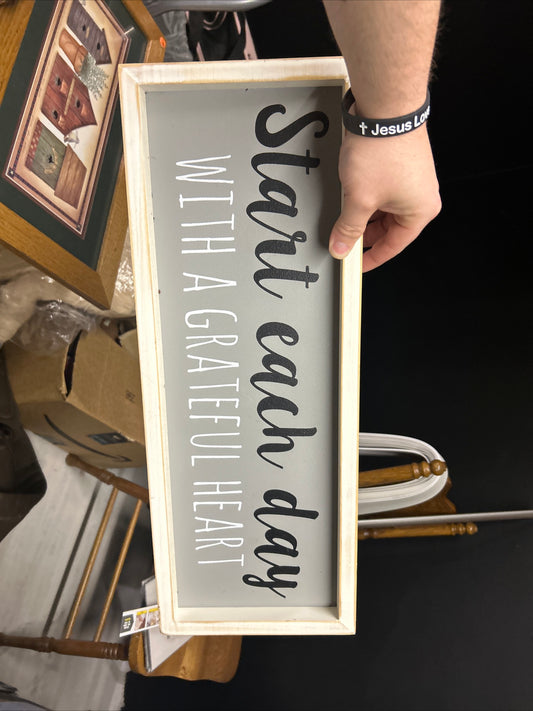 Start each day
WITH A GRATEFUL HEART
✝ Jesus Lo